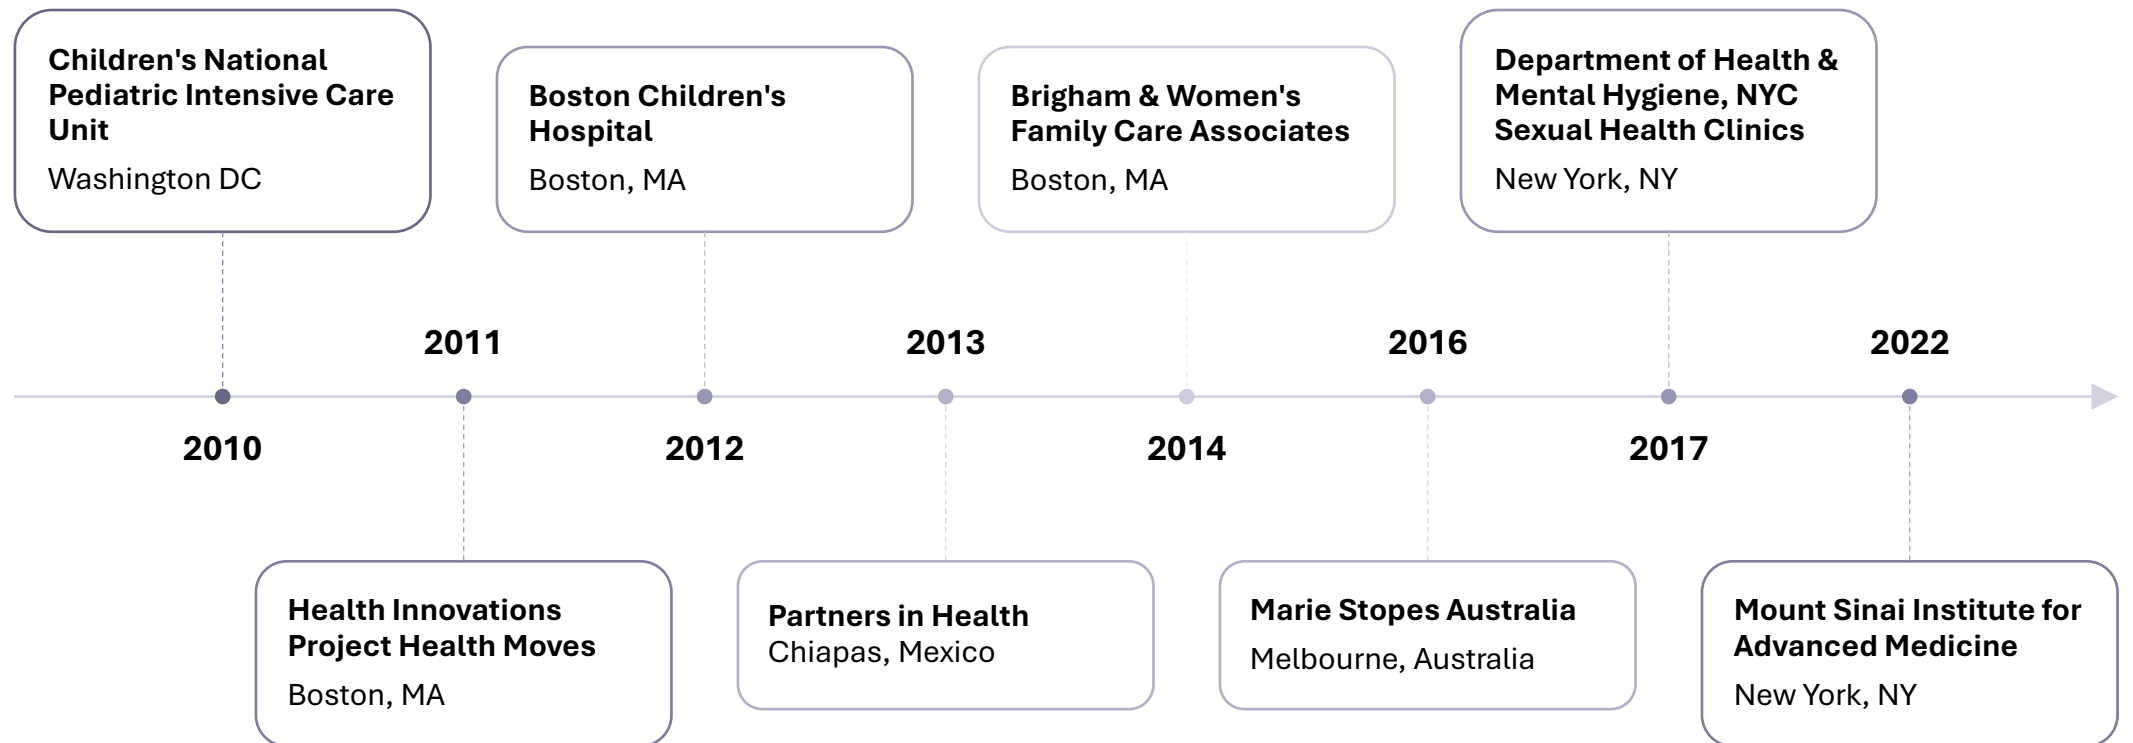 Children's National
Pediatric Intensive Care
Unit
Washington DC
Boston Children's
Hospital
Boston, MA
Brigham & Women's
Family Care Associates
Boston, MA
Department of Health &
Mental Hygiene, NYC
Sexual Health Clinics
New York, NY
2011
2013
2016
2022
2010
2012
2014
2017
Health Innovations
Project Health Moves
Boston, MA
Partners in Health
Chiapas, Mexico
Marie Stopes Australia
Melbourne, Australia
Mount Sinai Institute for
Advanced Medicine
New York, NY